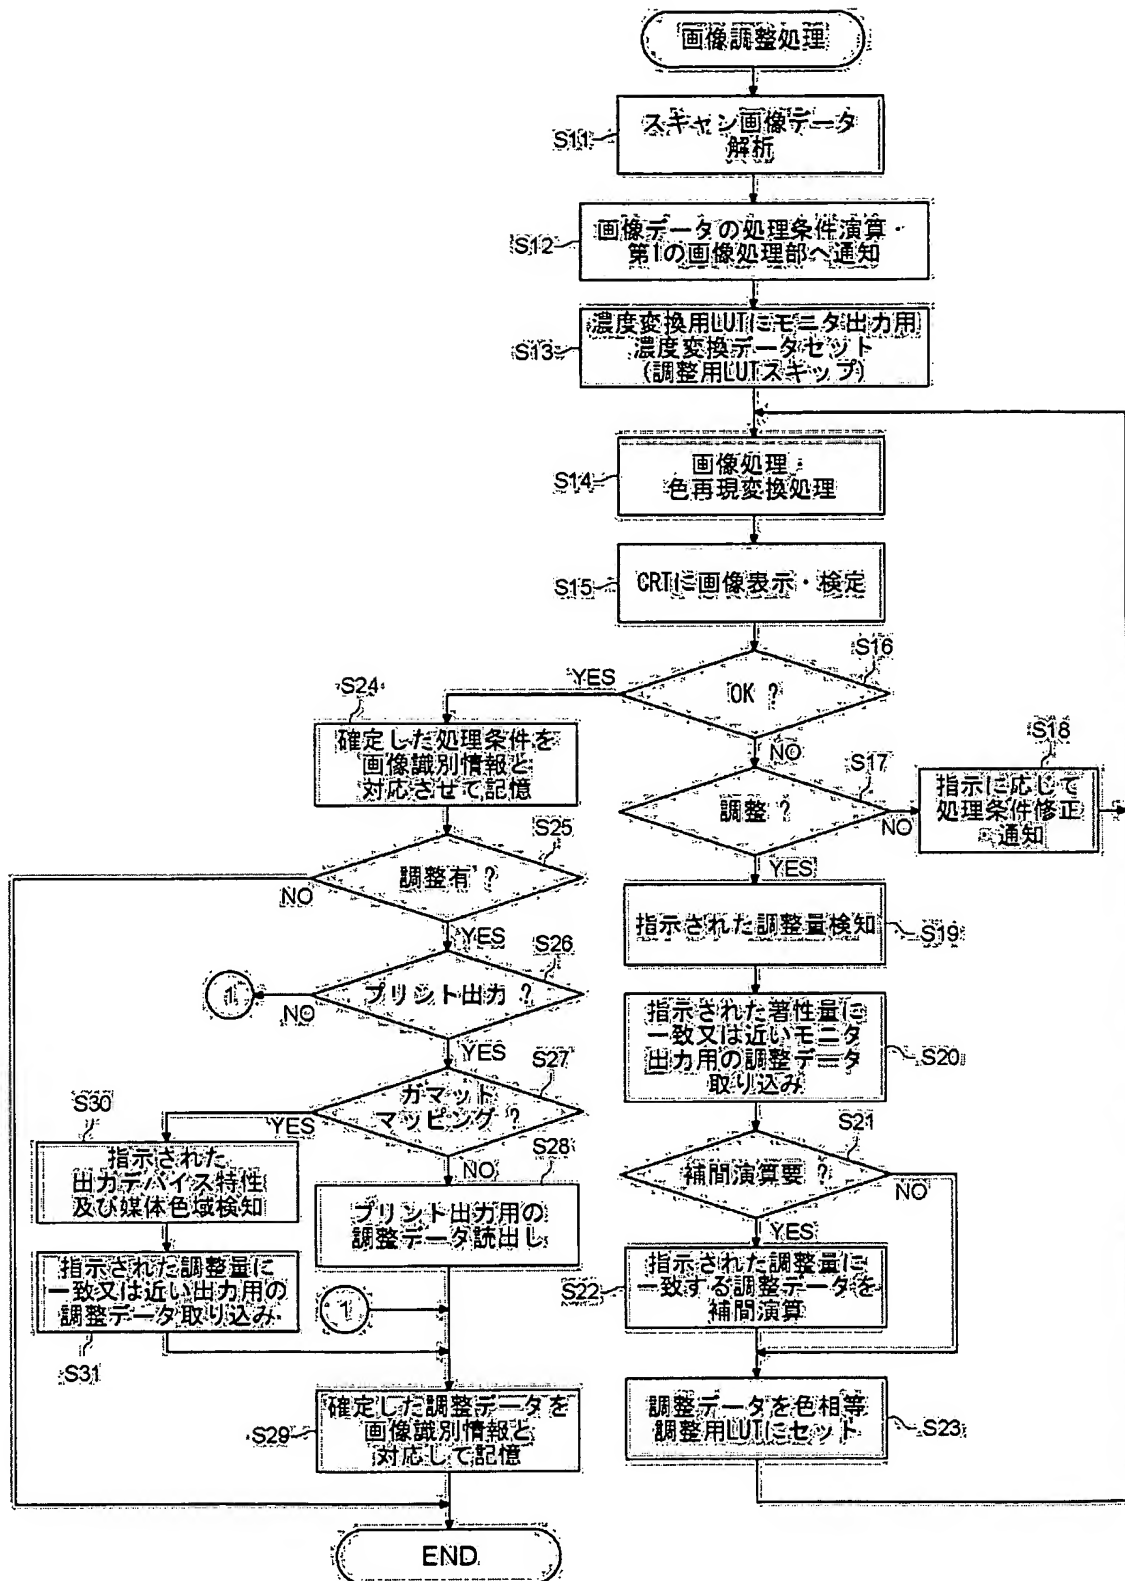 画像調整処理
S11
スキャン画像データ
解析
S12
画像データの処理条件演算・
第1の画像処理部へ通知
S13
濃度変換用LUTにモニタ出力用
濃度変換データセット
(調整用LUTスキップ)
S14
画像処理・
色再現変換処理
S15
CRTに画像表示・検定
S16
OK ?
YES
NO
S17
調整 ?
NO
YES
S18
指示に応じて
処理条件修正
通知
S19
指示された調整量検知
S20
指示された著性量に
一致又は近いモニタ
出力用の調整データ
取り込み
S21
補間演算要 ?
NO
YES
S22
指示された調整量に
一致する調整データを
補間演算
S23
調整データを色相等
調整用LUTにセット
S24
確定した処理条件を
画像識別情報と
対応させて記憶
S25
調整有 ?
NO
YES
S26
プリント出力 ?
NO
1
YES
S27
ガマット
マッピング ?
YES
NO
S28
プリント出力用の
調整データ読出し
S30
指示された
出力デバイス特性
及び媒体色域検知
指示された調整量に
一致又は近い出力用の
調整データ取り込み
S31
1
S29
確定した調整データを
画像識別情報と
対応して記憶
END